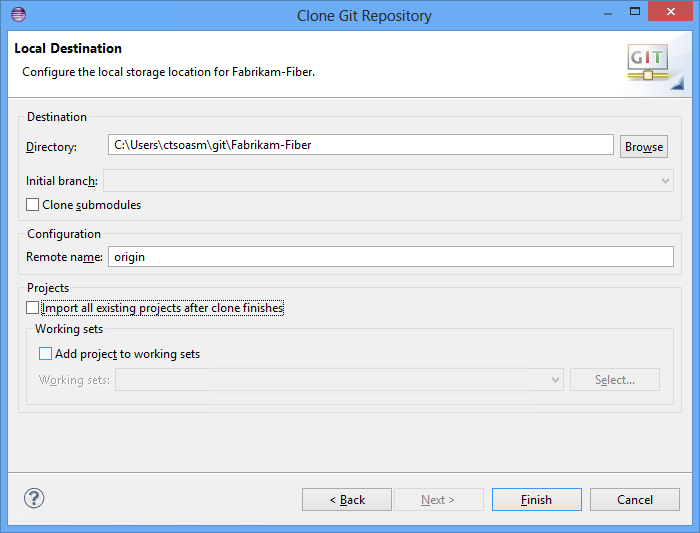 Clone Git Repository
Local Destination
Configure the local storage location for Fabrikam-Fiber.
GIT
Destination
Directory: C:\Users\ctsoasm\git\Fabrikam-Fiber Browse
Initial branch:
Clone submodules
Configuration
Remote name: origin
Projects
Import all existing projects after clone finishes
Working sets
Add project to working sets
Working sets: Select...
? < Back Next > Finish Cancel